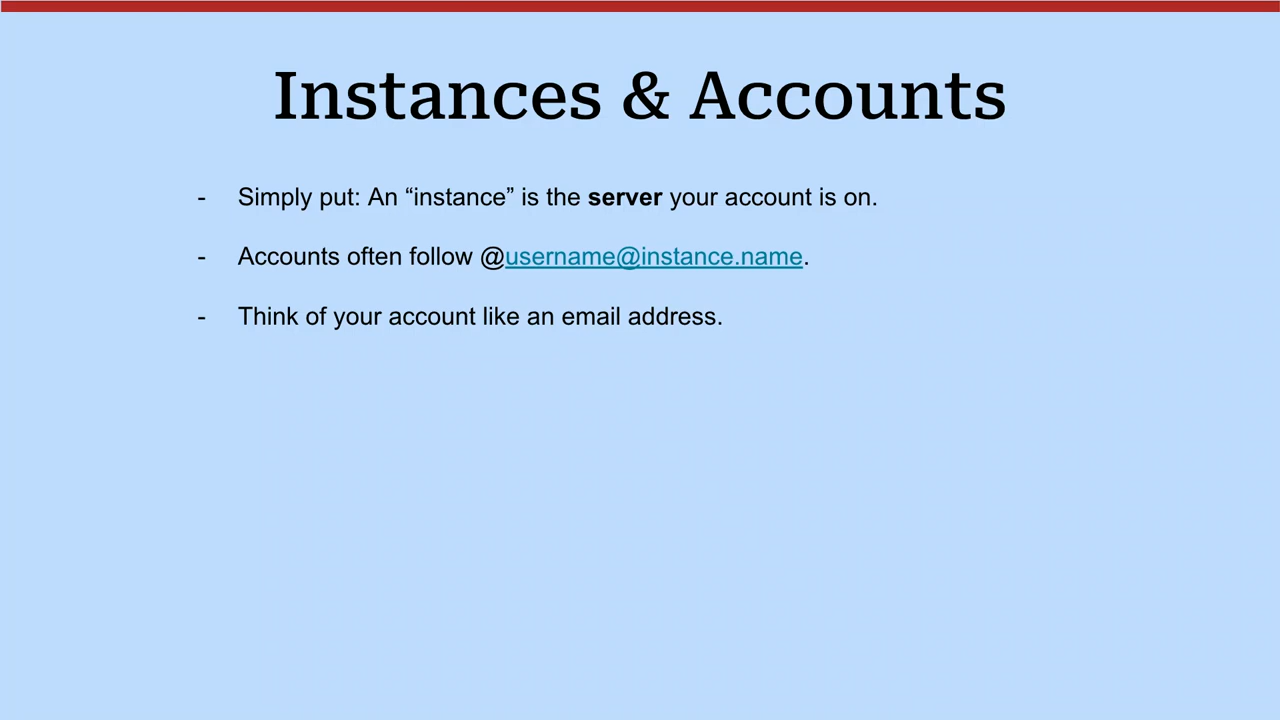 Instances & Accounts
- Simply put: An “instance” is the server your account is on.
- Accounts often follow @username@instance.name.
- Think of your account like an email address.